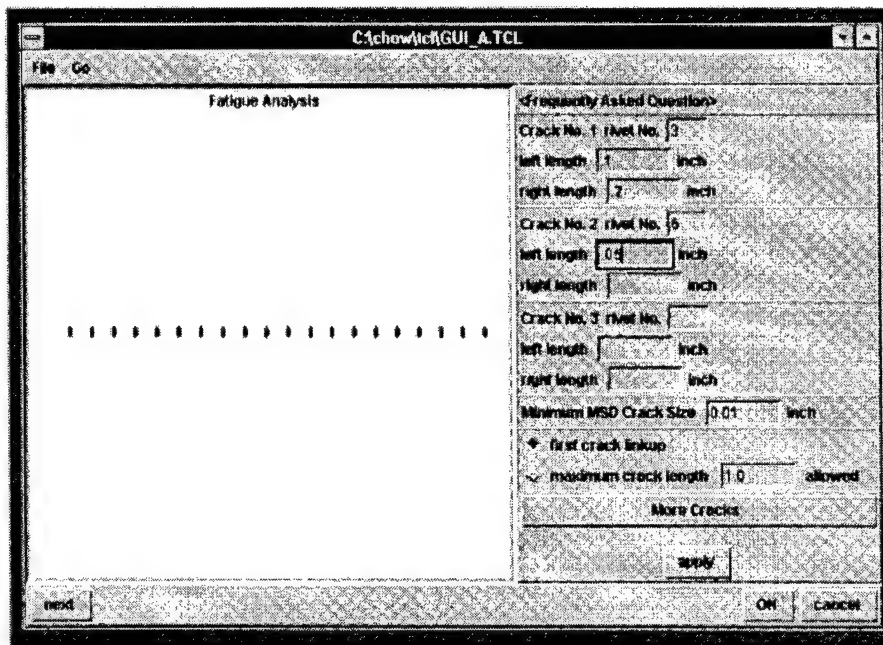 C:\chow\tcl\GUI_A.TCL
File Go
Fatigue Analysis
<Frequently Asked Question>
Crack No. 1 rivet No. 3
left length .1 inch
right length .2 inch
Crack No. 2 rivet No. 6
left length .05 inch
right length inch
Crack No. 3 rivet No.
left length inch
right length inch
Minimum MSD Crack Size 0.01 inch
first crack linkup
maximum crack length 1.0 allowed
More Cracks
apply
next
OK
cancel